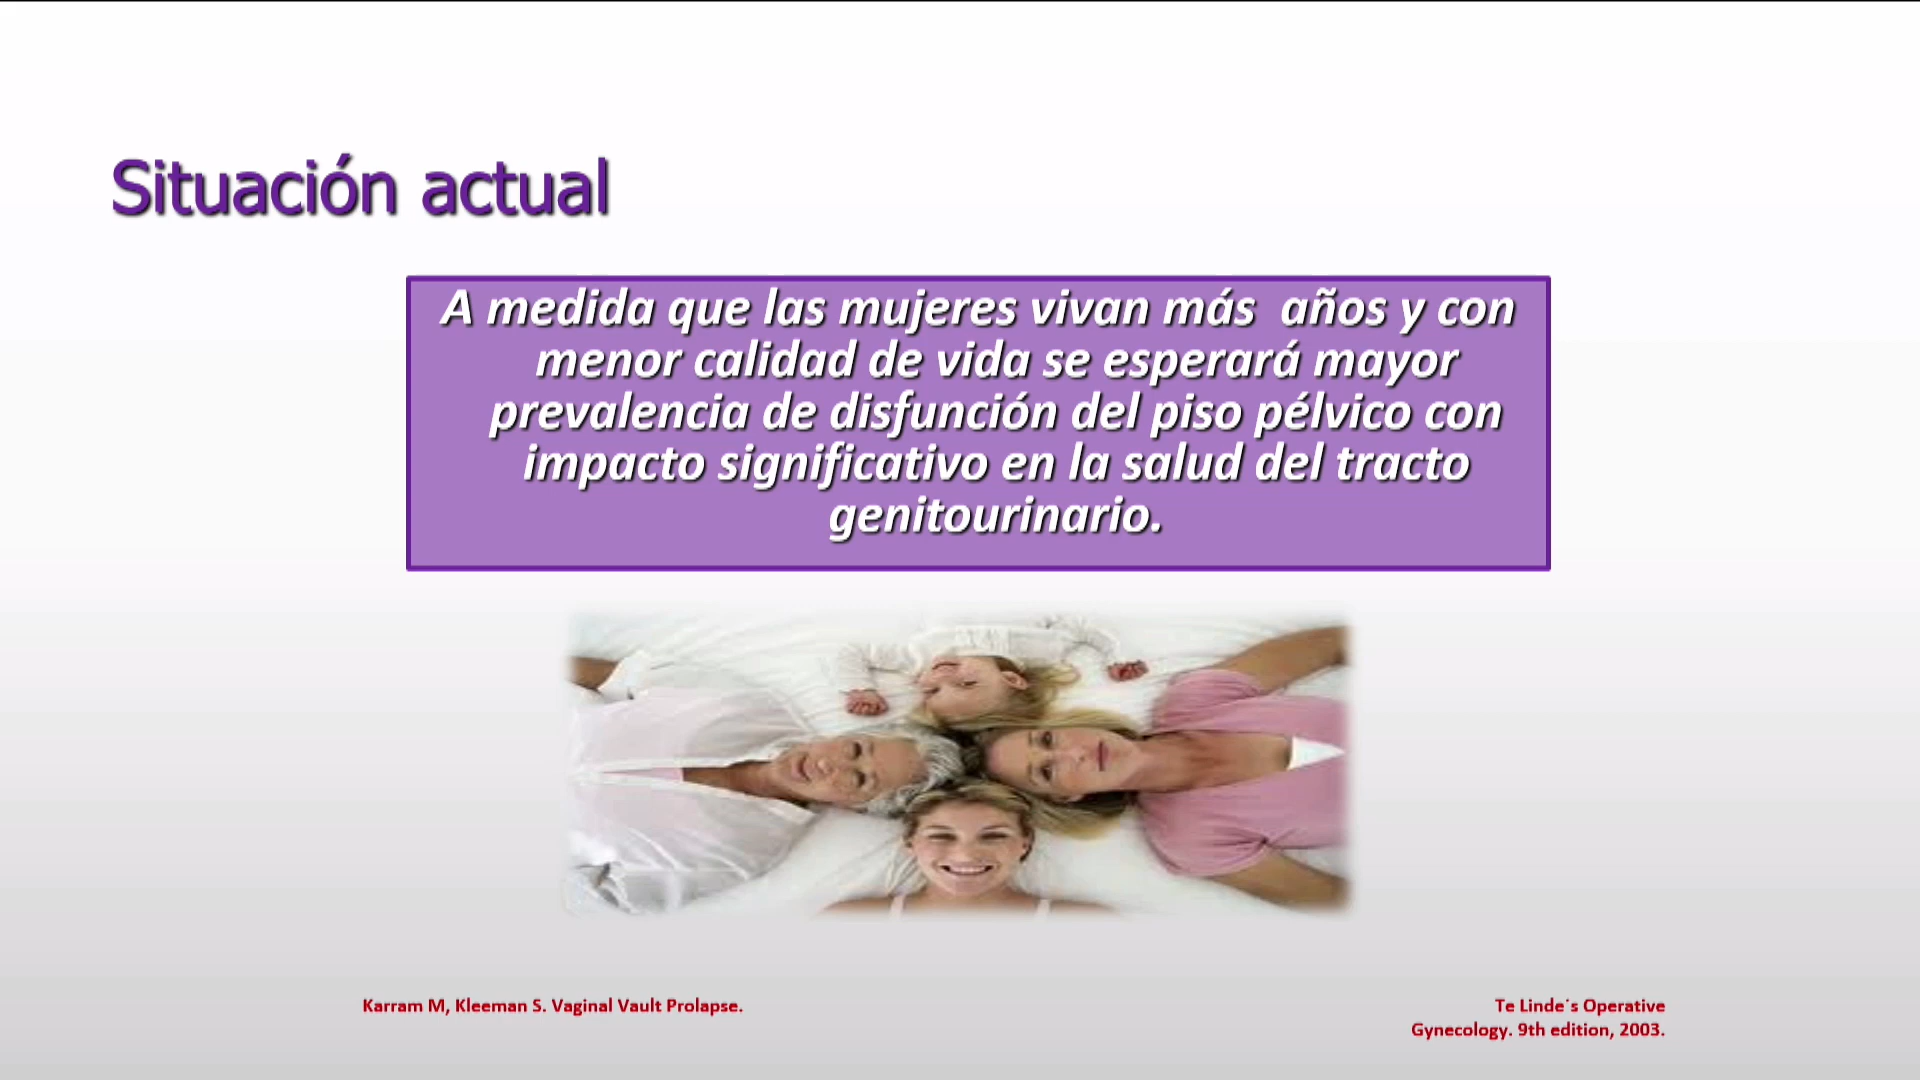 Situación actual
A medida que las mujeres vivan más  años y con
menor calidad de vida se esperará mayor
prevalencia de disfunción del piso pélvico con
impacto significativo en la salud del tracto
genitourinario.
Karram M, Kleeman S. Vaginal Vault Prolapse.
Te Linde´s Operative
Gynecology. 9th edition, 2003.